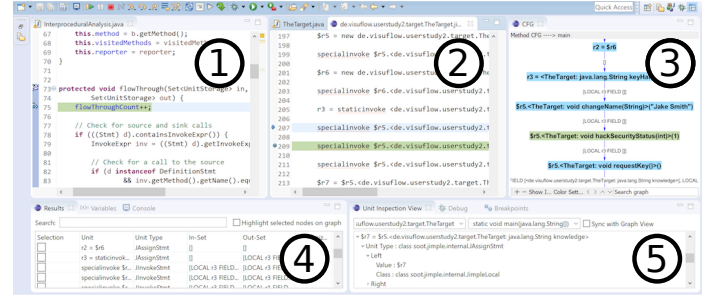 Quick Access
InterproceduralAnalysis.java
67 this.method = b.getMethod();
68 this.visitedMethods = visitedMe
69 this.reporter = reporter;
70 }
71
72
73 protected void flowThrough(Set<UnitStorage> in,
74 Set<UnitStorage> out) {
75 flowThroughCount++;
76
77 // Check for source and sink calls
78 if (((Stmt) d).containsInvokeExpr()) {
79 InvokeExpr inv = ((Stmt) d).getInvokeExp
80
81 // Check for a call to the source
82 if (d instanceof DefinitionStmt
83 && inv.getMethod().getName().equ
1
TheTarget.java
de.visuflow.userstudy2.target.TheTarget.ji...
197 $r5 = new de.visuflow.userstudy2.target.The
198
199 specialinvoke $r5.<de.visuflow.userstudy2.t
200
201 $r6 = new de.visuflow.userstudy2.target.The
202
203 specialinvoke $r6.<de.visuflow.userstudy2.t
204
205 r3 = staticinvoke <de.visuflow.userstudy2.t
206
207 specialinvoke $r5.<de.visuflow.userstudy2.t
208
209 specialinvoke $r5.<de.visuflow.userstudy2.t
210
211 specialinvoke $r5.<de.visuflow.userstudy2.t
212
213 $r7 = $r5.<de.visuflow.userstudy2.target.Th
2
CFG
Method CFG ----> main
r2 = $r6
[]
r3 = <TheTarget: java.lang.String keyHa
[LOCAL r3 FIELD []]
$r5.<TheTarget: void changeName(String)>("Jake Smith")
[LOCAL r3 FIELD []]
$r5.<TheTarget: void hackSecurityStatus(int)>(1)
[LOCAL r3 FIELD []]
$r5.<TheTarget: void requestKey()>()
Show I... Color Sett... Search graph
3
Results Variables Console
Search: Highlight selected nodes on graph
Selection Unit Unit Type In-Set Out-Set
r2 = $r6 JAssignStmt [] []
r3 = staticinvok... JAssignStmt [] [LOCAL r3 FIE
specialinvoke $r... JInvokeStmt [LOCAL r3 FIELD... [LOCAL r3 FIE
specialinvoke $r... JInvokeStmt [LOCAL r3 FIELD... [LOCAL r3 FIELD
4
Unit Inspection View Debug Breakpoints
uflow.userstudy2.target.TheTarget static void main(java.lang.String[]) Sync with Graph View
$r7 = $r5.<de.visuflow.userstudy2.target.TheTarget: java.lang.String knowledge>
Unit Type : class soot.jimple.internal.JAssignStmt
Left
Value : $r7
Class : class soot.jimple.internal.JimpleLocal
Right
5